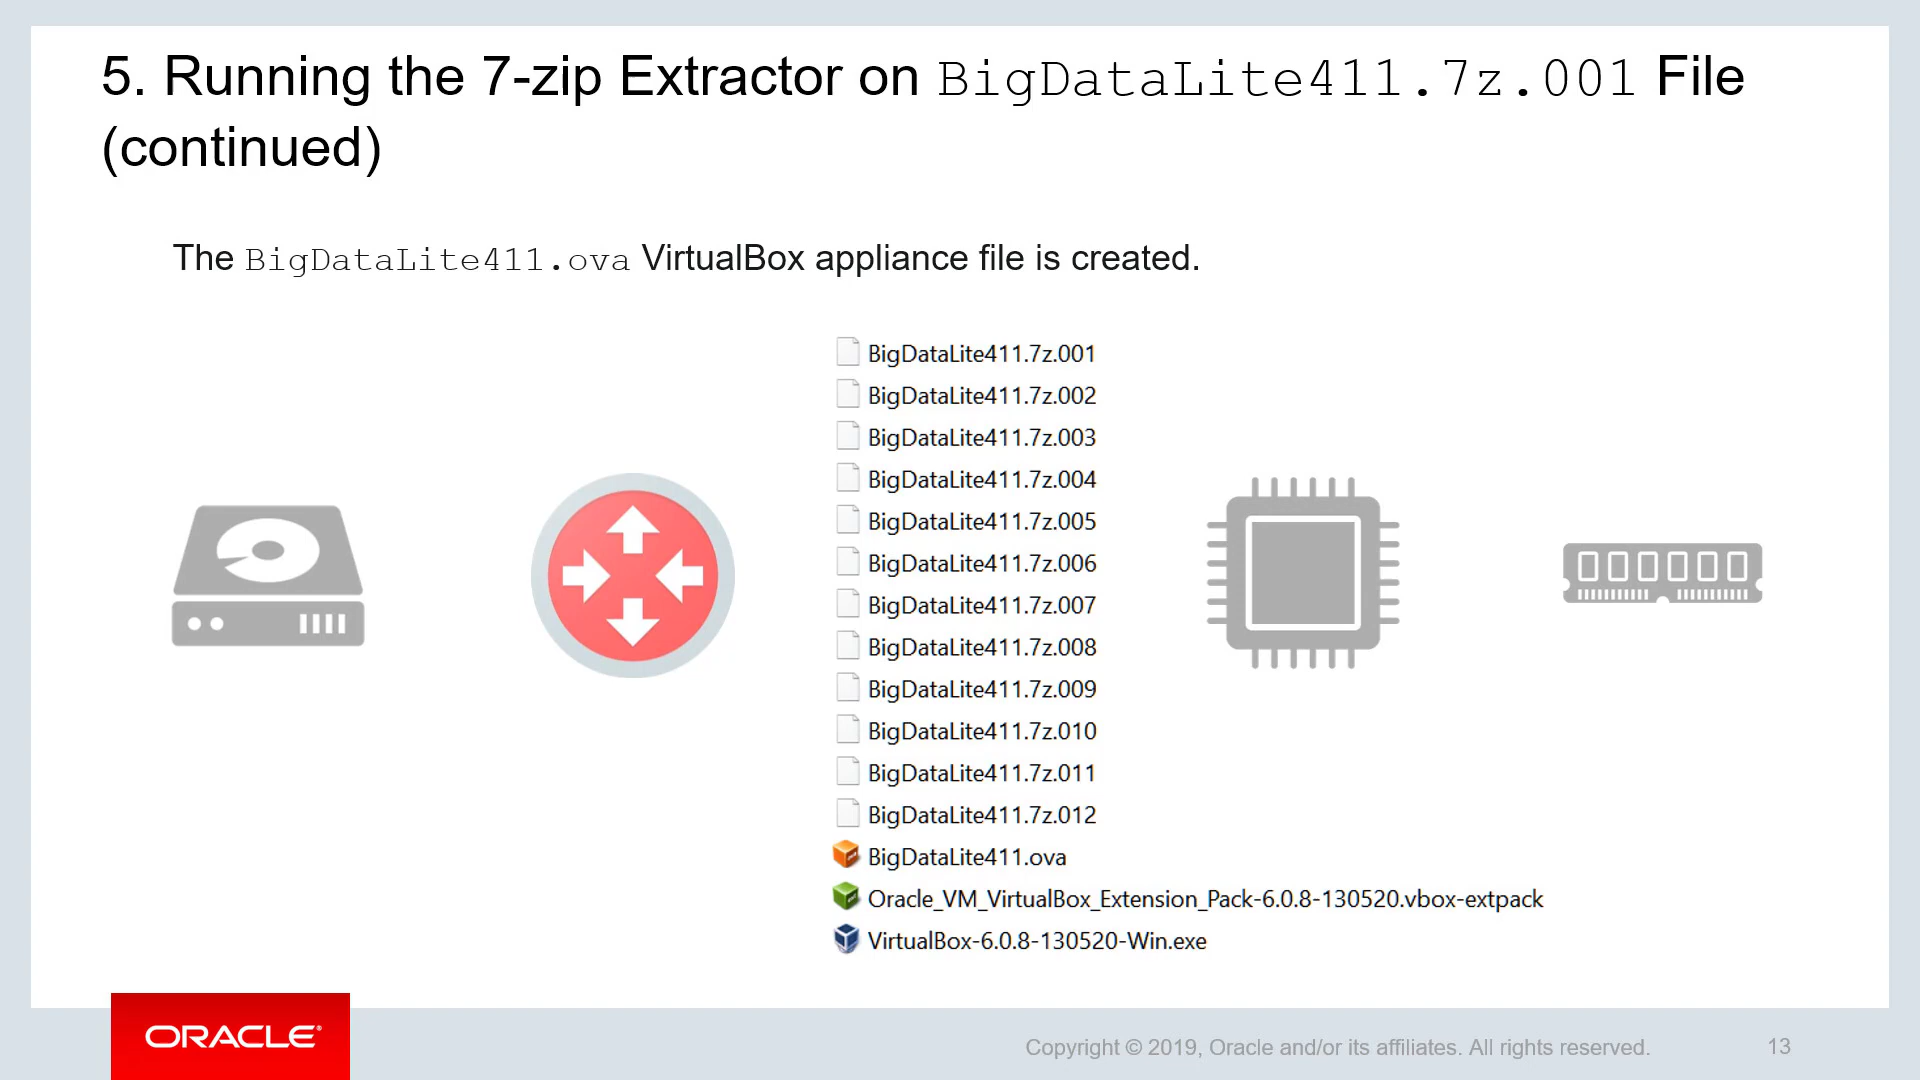 5. Running the 7-zip Extractor on BigDataLite411.7z.001 File
(continued)
The BigDataLite411.ova VirtualBox appliance file is created.
BigDataLite411.7z.001
BigDataLite411.7z.002
BigDataLite411.7z.003
BigDataLite411.7z.004
BigDataLite411.7z.005
BigDataLite411.7z.006
BigDataLite411.7z.007
BigDataLite411.7z.008
BigDataLite411.7z.009
BigDataLite411.7z.010
BigDataLite411.7z.011
BigDataLite411.7z.012
BigDataLite411.ova
Oracle_VM_VirtualBox_Extension_Pack-6.0.8-130520.vbox-extpack
VirtualBox-6.0.8-130520-Win.exe
ORACLE®
Copyright © 2019, Oracle and/or its affiliates. All rights reserved.
13